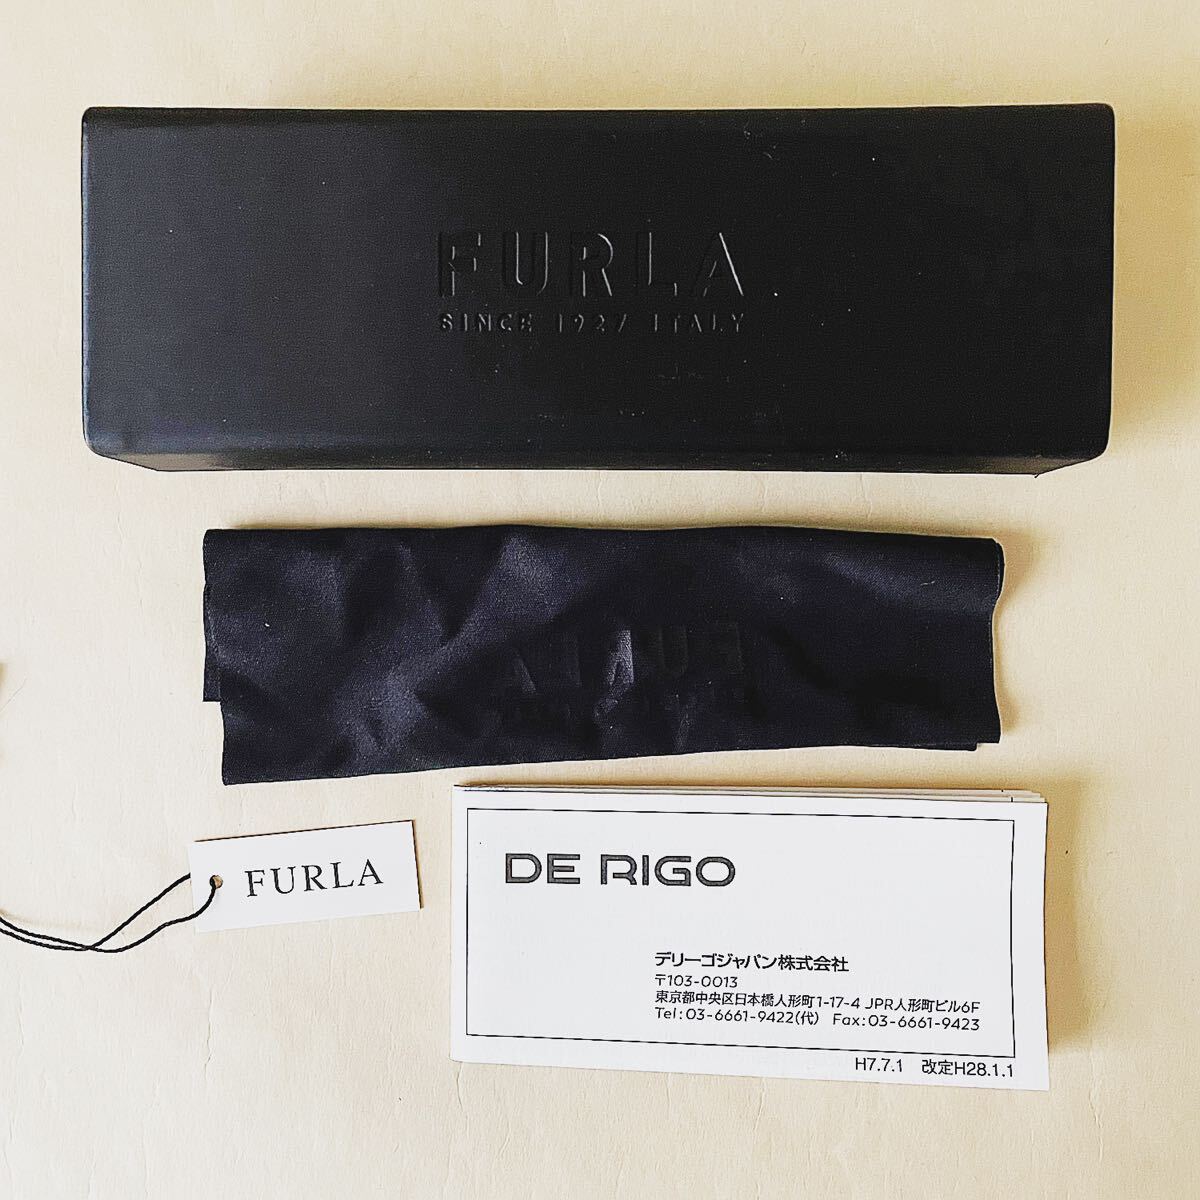 FURLA
SINCE 1927 ITALY
FURLA
FURLA
DE RIGO
デリーゴジャパン株式会社
〒103-0013
東京都中央区日本橋人形町1-17-4 JPR人形町ビル6F
Tel:03-6661-9422(代) Fax:03-6661-9423
H7.7.1 改定H28.1.1